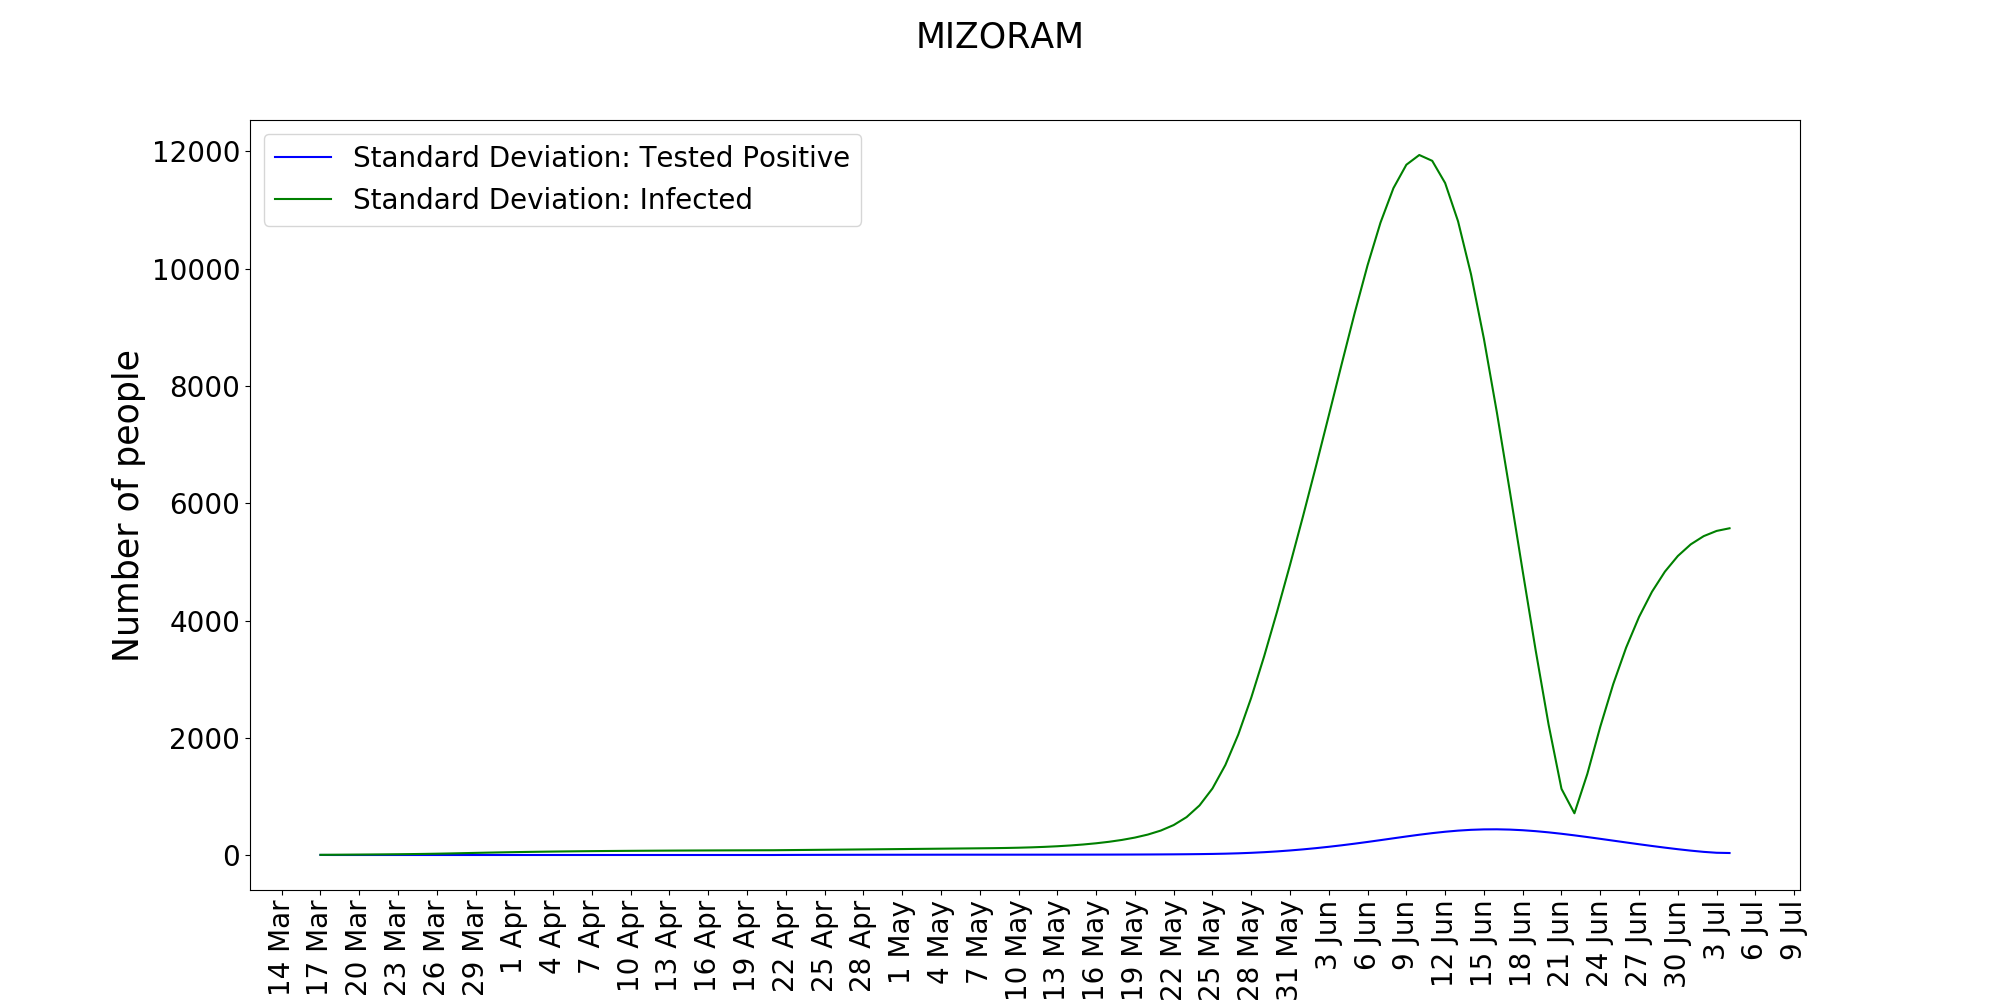 MIZORAM
Standard Deviation: Tested Positive
Standard Deviation: Infected
Number of people
12000
10000
8000
6000
4000
2000
0
14 Mar
17 Mar
20 Mar
23 Mar
26 Mar
29 Mar
1 Apr
4 Apr
7 Apr
10 Apr
13 Apr
16 Apr
19 Apr
22 Apr
25 Apr
28 Apr
1 May
4 May
7 May
10 May
13 May
16 May
19 May
22 May
25 May
28 May
31 May
3 Jun
6 Jun
9 Jun
12 Jun
15 Jun
18 Jun
21 Jun
24 Jun
27 Jun
30 Jun
3 Jul
6 Jul
9 Jul